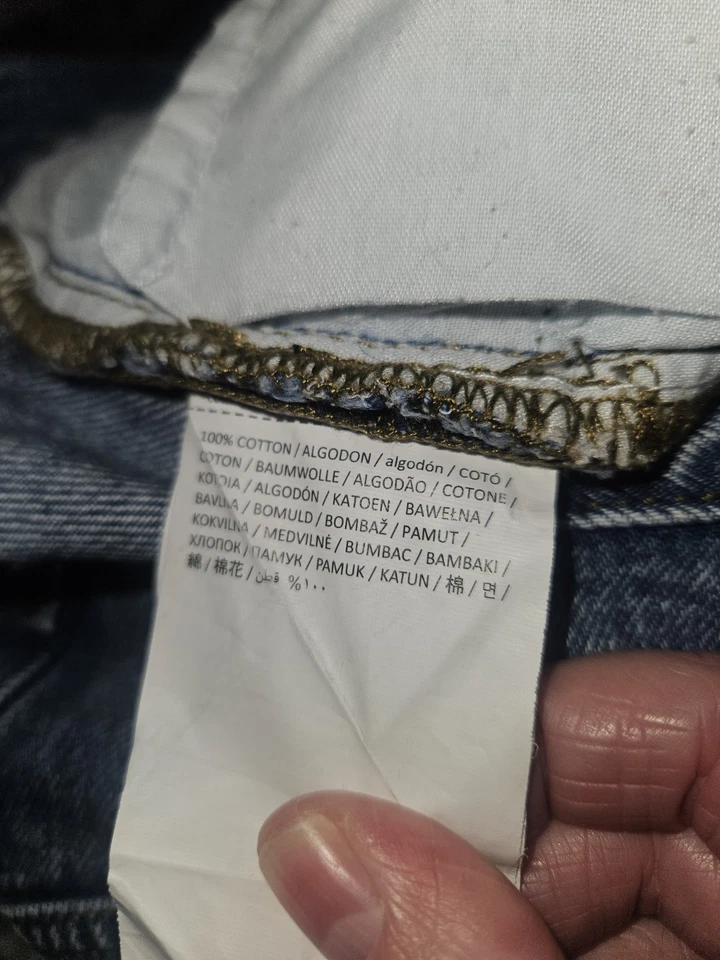 100% COTTON / ALGODON / algodón / COTÓ /
COTON / BAUMWOLLE / ALGODÃO / COTONE /
/ ALGODÓN / KATOEN / BAWEŁNA /
BAVLNA / BOMULD / BOMBAŽ / PAMUT /
KOKVILNA / MEDVILNĖ / BUMBAC / BAMBAKI /
ХЛОПОК / ПАМУК / PAMUK / KATUN / 棉 / 면 /
綿 / 棉花 / قطن %١٠٠